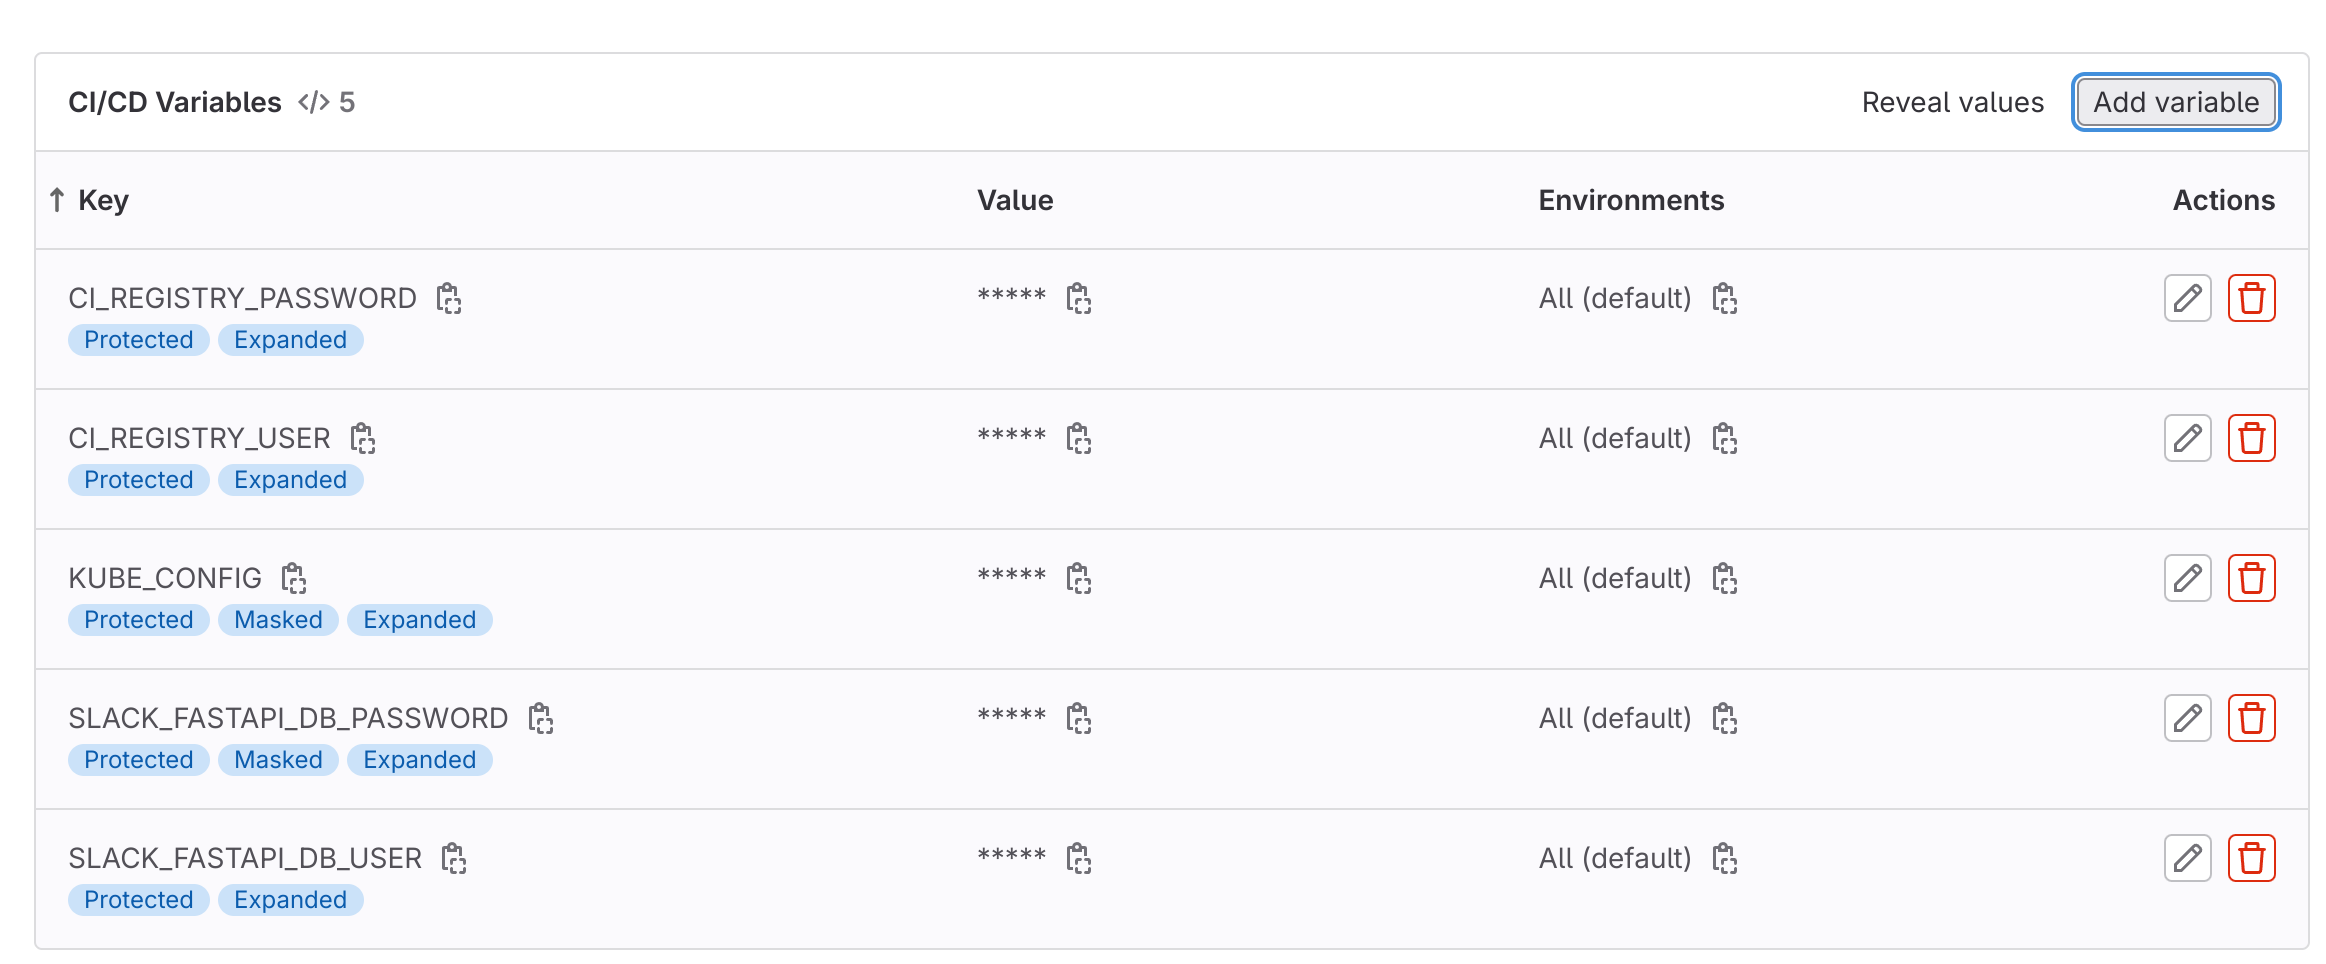 CI/CD Variables </> 5 Reveal values Add variable
↑ Key Value Environments Actions
CI_REGISTRY_PASSWORD ***** All (default)
Protected Expanded
CI_REGISTRY_USER ***** All (default)
Protected Expanded
KUBE_CONFIG ***** All (default)
Protected Masked Expanded
SLACK_FASTAPI_DB_PASSWORD ***** All (default)
Protected Masked Expanded
SLACK_FASTAPI_DB_USER ***** All (default)
Protected Expanded